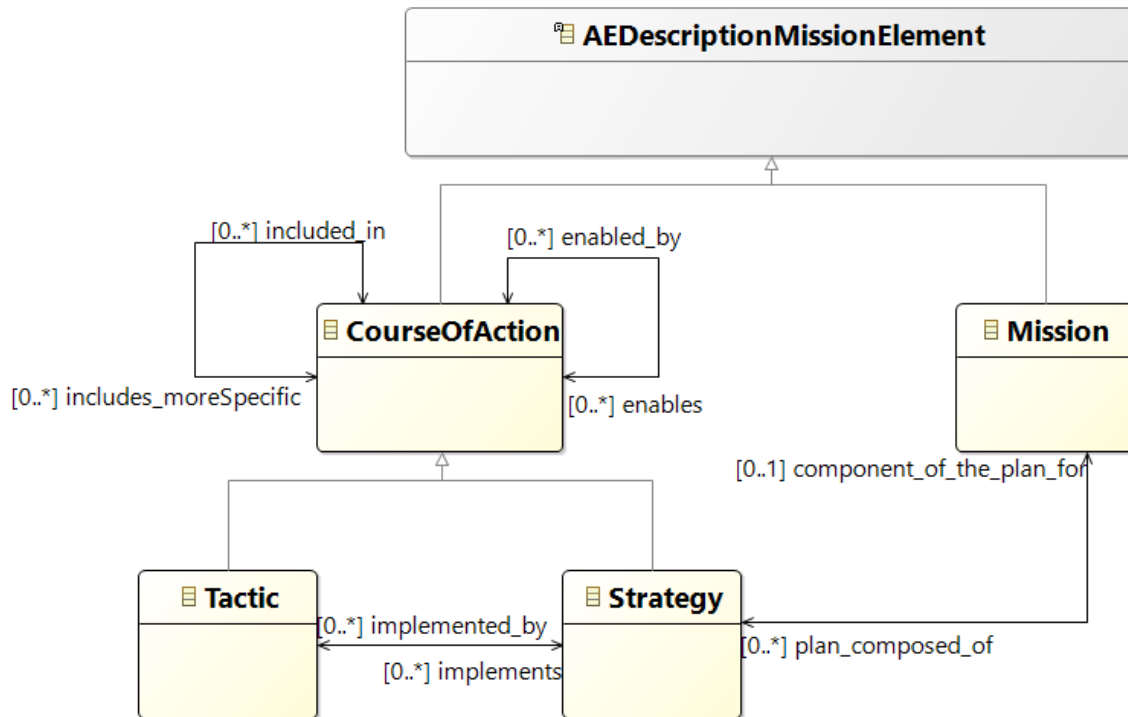 AEDescriptionMissionElement
[0..*] included_in
[0..*] enabled_by
CourseOfAction
Mission
[0..*] includes_moreSpecific
[0..*] enables
[0..1] component_of_the_plan_for
Tactic
Strategy
[0..*] implemented_by
[0..*] plan_composed_of
[0..*] implements